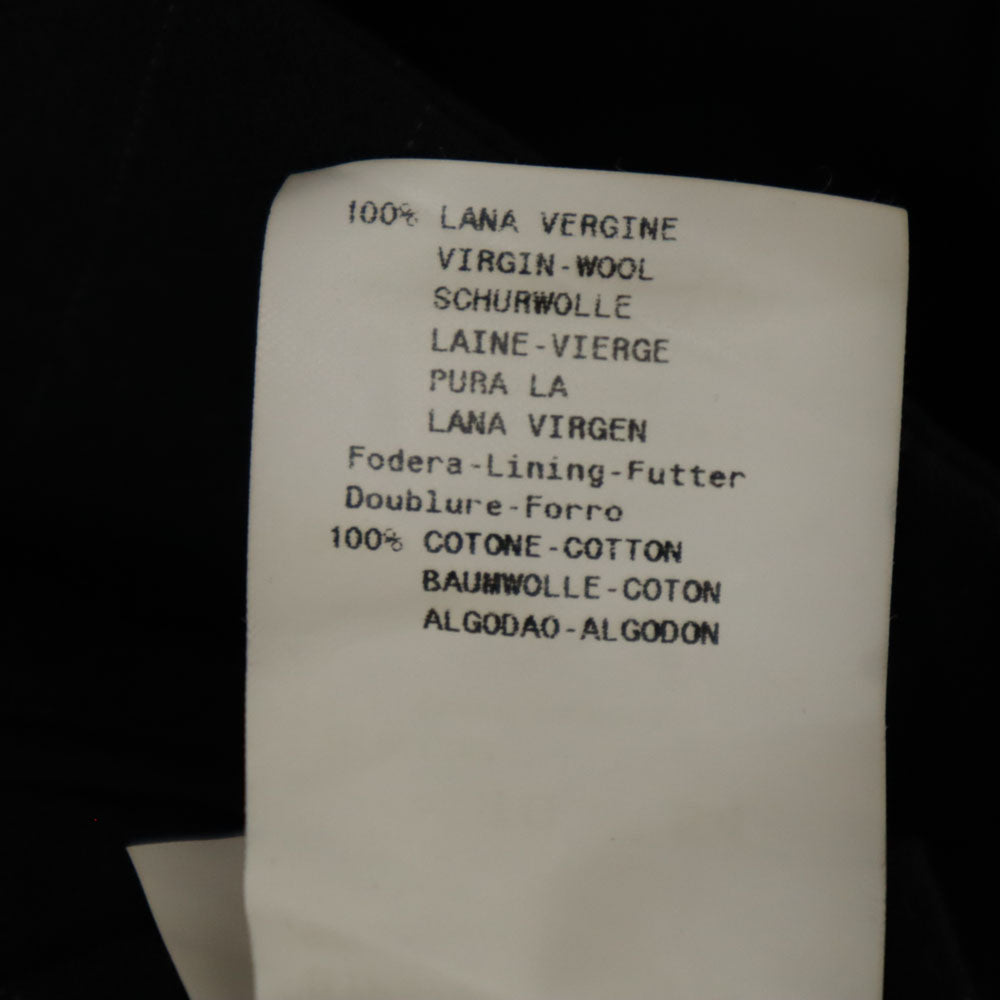 100% LANA VERGINE
VIRGIN-WOOL
SCHURWOLLE
LAINE-VIERGE
PURA LA
LANA VIRGEN
Fodera-Lining-Futter
Doublure-Forro
100% COTONE-COTTON
BAUMWOLLE-COTON
ALGODAO-ALGODON